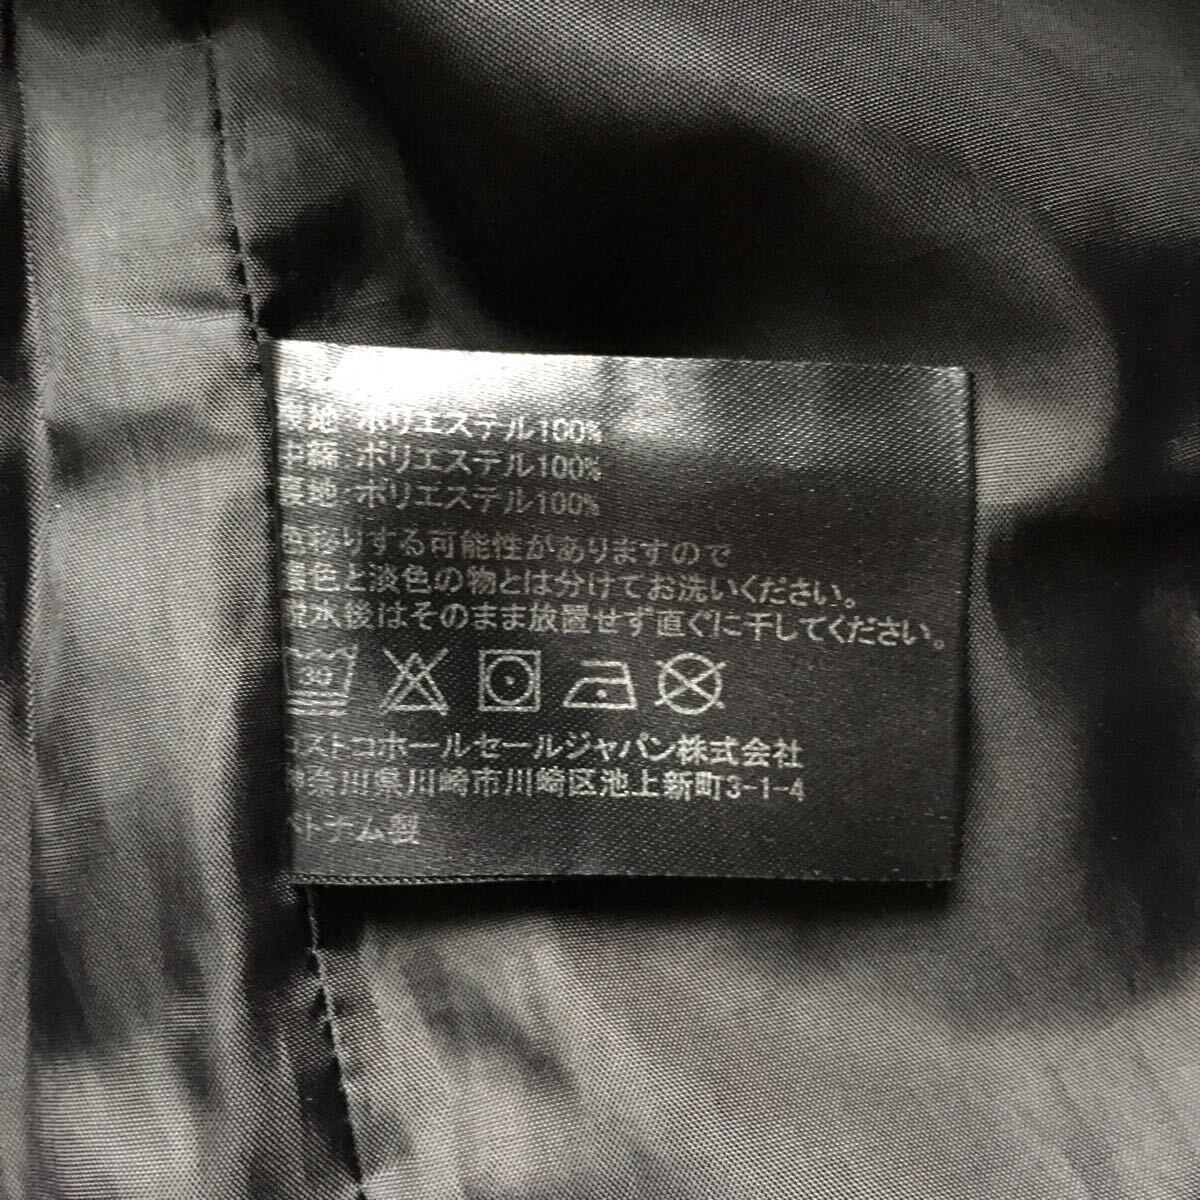 表地 ポリエステル100%
中綿 ポリエステル100%
裏地 ポリエステル100%
色移りする可能性がありますので
濃色と淡色の物とは分けてお洗いください。
脱水後はそのまま放置せず直ぐに干してください。
30
コストコホールセールジャパン株式会社
神奈川県川崎市川崎区池上新町3-1-4
ベトナム製